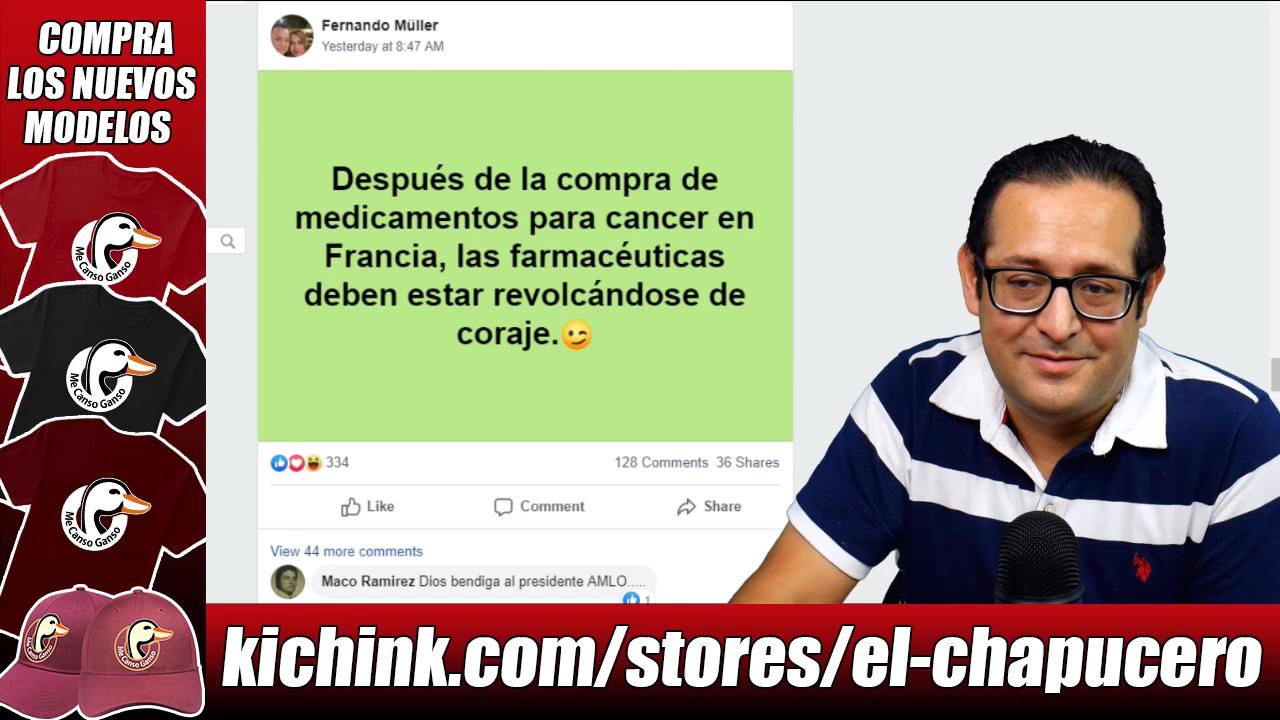 COMPRA
LOS NUEVOS
MODELOS
Me Canso Ganso
Me Canso Ganso
Me Canso Ganso
Me Canso Ganso
Me Canso Ganso
Fernando Müller
Yesterday at 8:47 AM
Después de la compra de
medicamentos para cancer en
Francia, las farmacéuticas
deben estar revolcándose de
coraje.😉
334
128 Comments 36 Shares
Like Comment Share
View 44 more comments
Maco Ramirez Dios bendiga al presidente AMLO.....
1
kichink.com/stores/el-chapucero